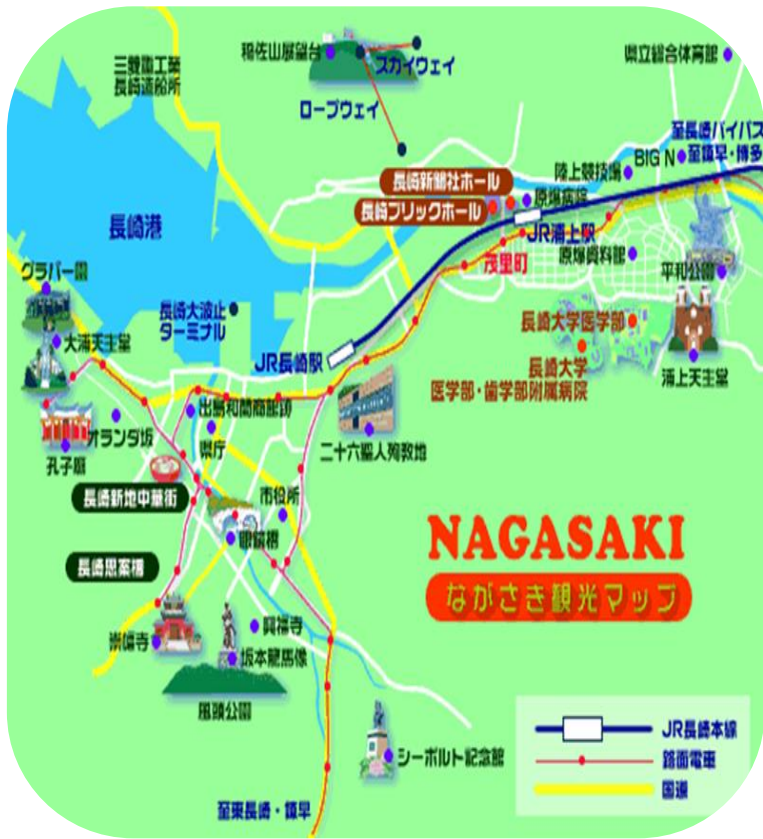 三菱重工業
長崎造船所
稲佐山展望台
スカイウェイ
ロープウェイ
県立総合体育館
至長崎バイパス
至諫早・博多
BIG N
陸上競技場
長崎新聞社ホール
原爆病院
長崎ブリックホール
JR浦上駅
茂里町
原爆資料館
平和公園
長崎港
グラバー園
長崎大波止
ターミナル
大浦天主堂
JR長崎駅
長崎大学医学部
長崎大学
医学部・歯学部附属病院
浦上天主堂
出島和蘭商館跡
オランダ坂
県庁
二十六聖人殉教地
孔子廟
長崎新地中華街
市役所
眼鏡橋
長崎思案橋
NAGASAKI
ながさき観光マップ
崇福寺
興福寺
坂本龍馬像
風頭公園
シーボルト記念館
至東長崎・諫早
JR長崎本線
路面電車
国道